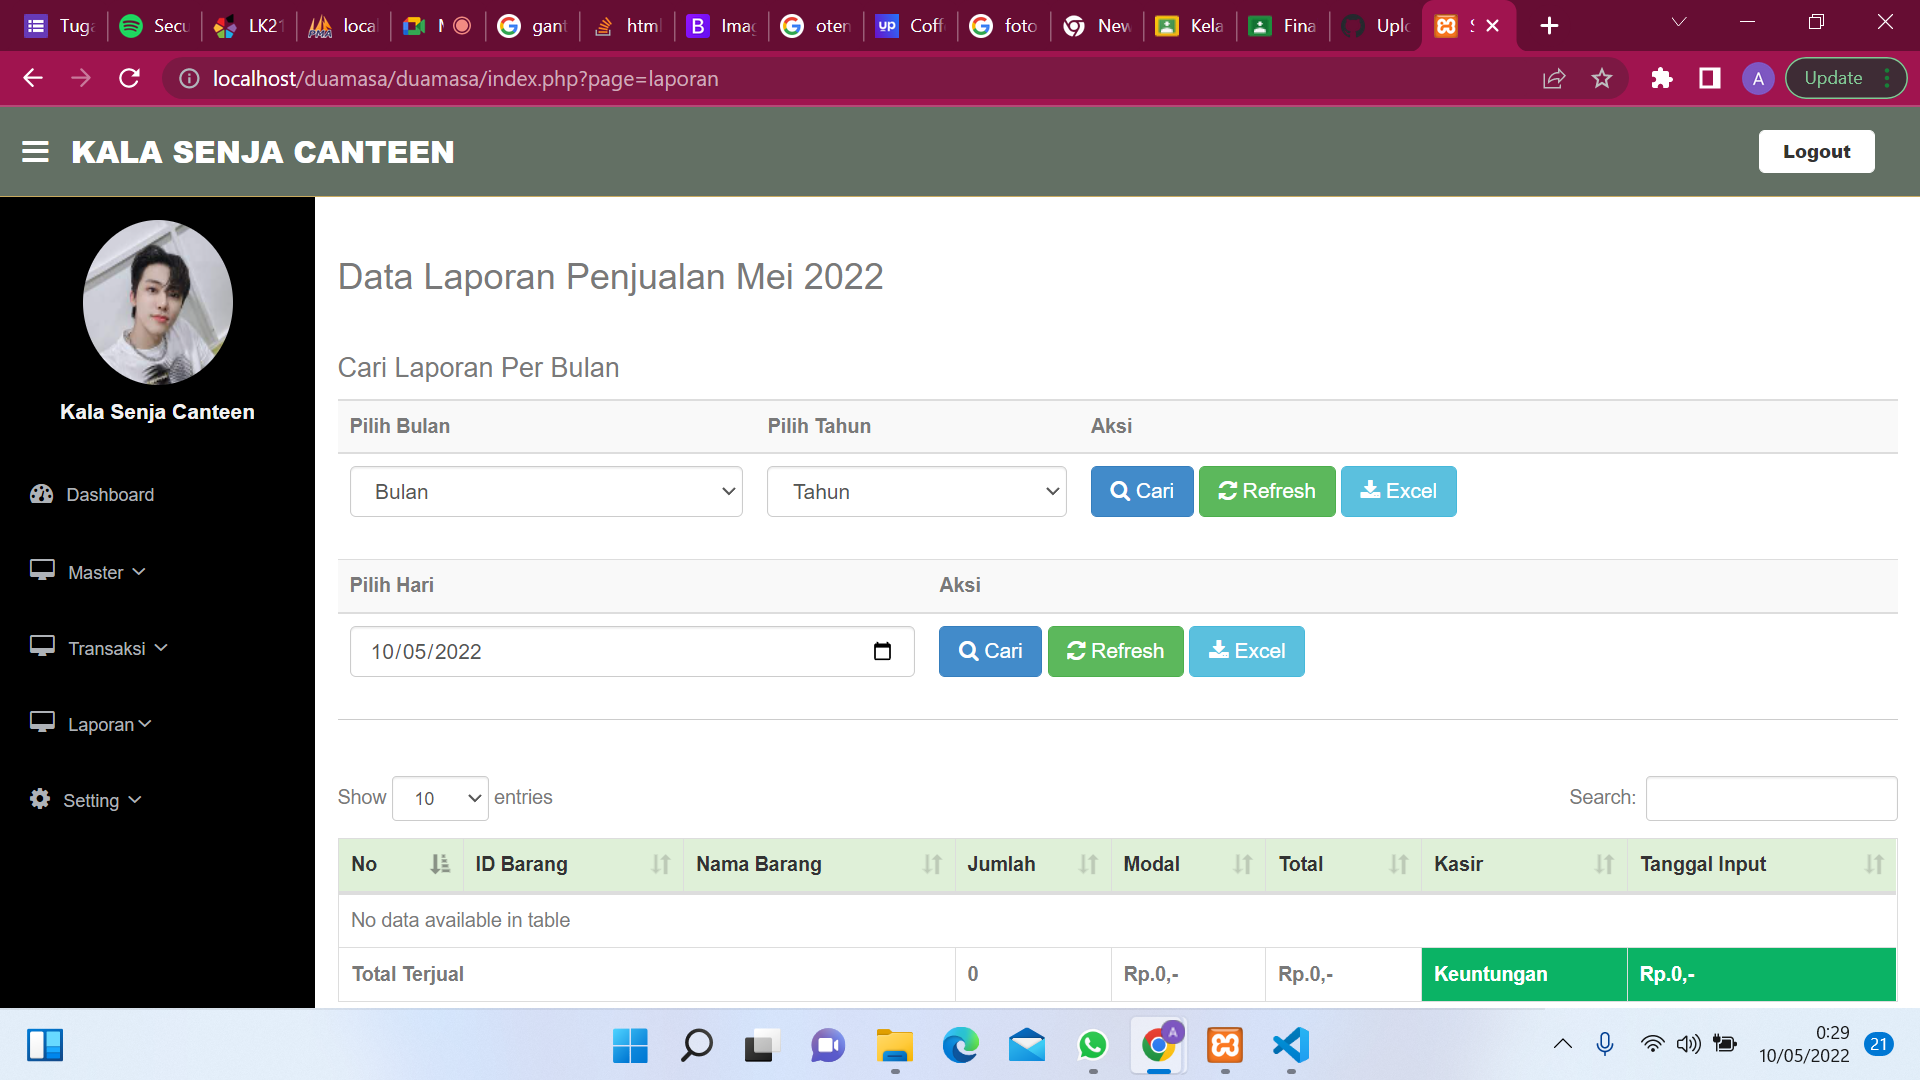 Tuga
Secu
LK21
local
gant
html
Imag
oten
Coff
foto
New
Kela
Fina
Uplo
localhost/duamasa/duamasa/index.php?page=laporan
A
Update
KALA SENJA CANTEEN
Logout
Kala Senja Canteen
Dashboard
Master
Transaksi
Laporan
Setting
Data Laporan Penjualan Mei 2022
Cari Laporan Per Bulan
Pilih Bulan Pilih Tahun Aksi
Bulan Tahun Cari Refresh Excel
Pilih Hari Aksi
10/05/2022 Cari Refresh Excel
Show 10 entries Search:
No ID Barang Nama Barang Jumlah Modal Total Kasir Tanggal Input
No data available in table
Total Terjual 0 Rp.0,- Rp.0,- Keuntungan Rp.0,-
0:29
10/05/2022
21